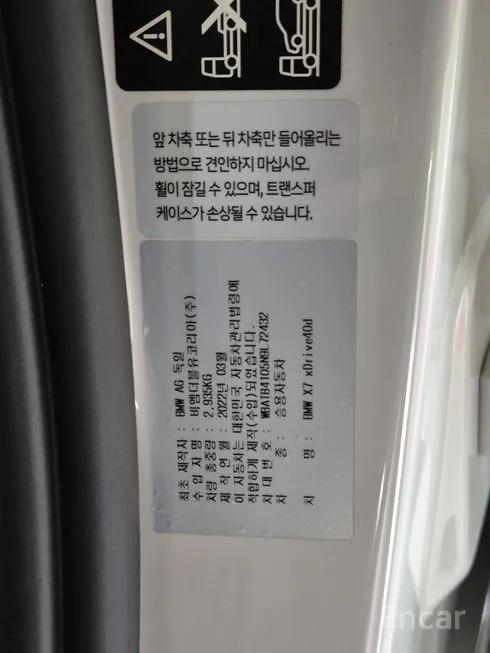 앞 차축 또는 뒤 차축만 들어올리는
방법으로 견인하지 마십시오.
휠이 잠길 수 있으며, 트랜스퍼
케이스가 손상될 수 있습니다.
최초 제작자 : BMW AG 독일
수입자명 : 비엠더블유코리아(주)
차량 총중량 : 2,935KG
제작연월 : 2022년 03월
이 자동차는 대한민국 자동차관리법령에
적합하게 제작(수입)되었습니다.
차대번호 : WBATB4105N9L72432
차종 : 승용자동차
차명 : BMW X7 xDrive40d
Encar